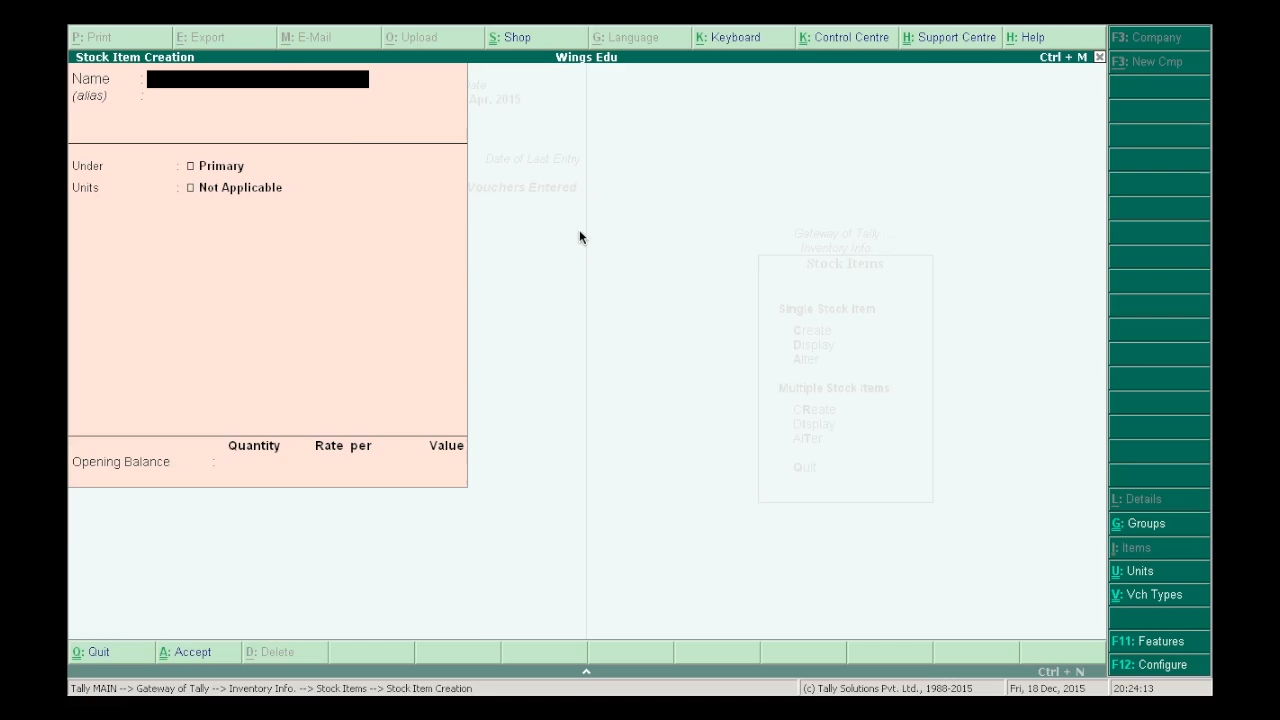 P: Print E: Export M: E-Mail O: Upload S: Shop G: Language K: Keyboard K: Control Centre H: Support Centre H: Help
F3: Company
Stock Item Creation Wings Edu Ctrl + M
F3: New Cmp
Name :
(alias) :
Apr, 2015
Under : Primary
Date of Last Entry
Units : Not Applicable
Vouchers Entered
Gateway of Tally ...
Inventory Info. ...
Stock Items
Single Stock Item
Create
Display
Alter
Multiple Stock Items
CReate
DIsplay
AlTer
Quit
Quantity Rate per Value
Opening Balance :
L: Details
G: Groups
I: Items
U: Units
V: Vch Types
F11: Features
F12: Configure
Q: Quit A: Accept D: Delete
Ctrl + N
Tally MAIN --> Gateway of Tally --> Inventory Info. --> Stock Items --> Stock Item Creation (c) Tally Solutions Pvt. Ltd., 1988-2015 Fri, 18 Dec, 2015 20:24:13